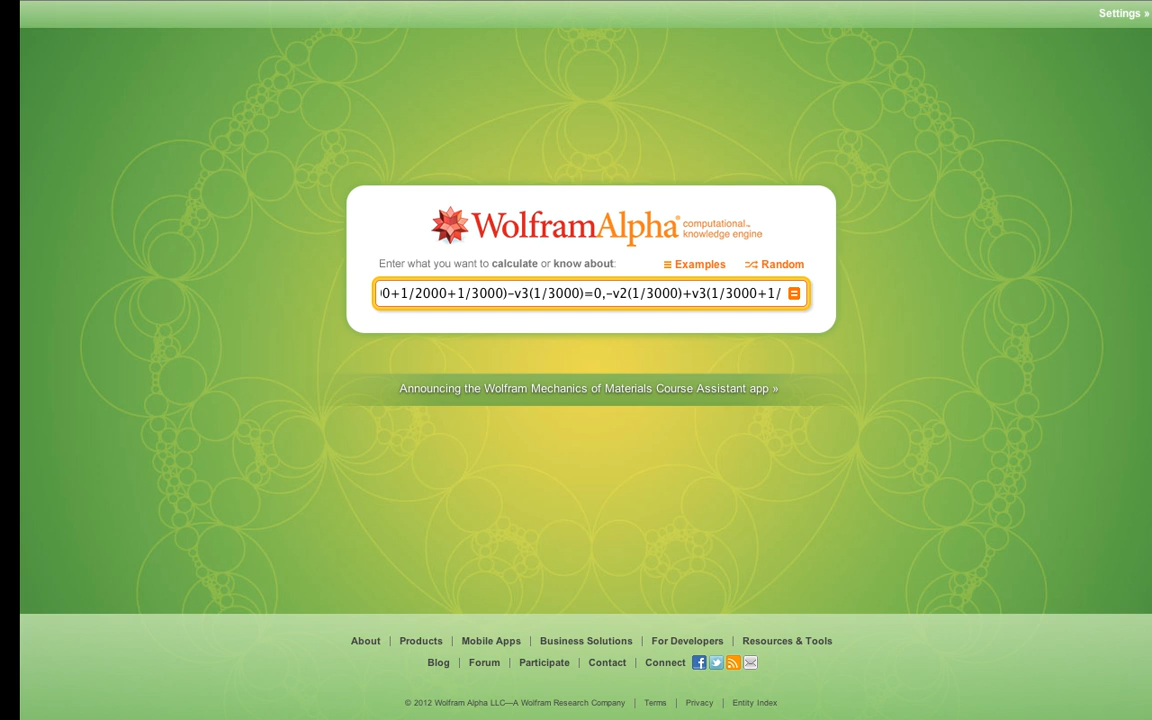 Settings »
WolframAlpha® computational™ knowledge engine
Enter what you want to calculate or know about:
Examples
Random
0+1/2000+1/3000)–v3(1/3000)=0,–v2(1/3000)+v3(1/3000+1/
Announcing the Wolfram Mechanics of Materials Course Assistant app »
About | Products | Mobile Apps | Business Solutions | For Developers | Resources & Tools
Blog | Forum | Participate | Contact | Connect
© 2012 Wolfram Alpha LLC—A Wolfram Research Company | Terms | Privacy | Entity Index